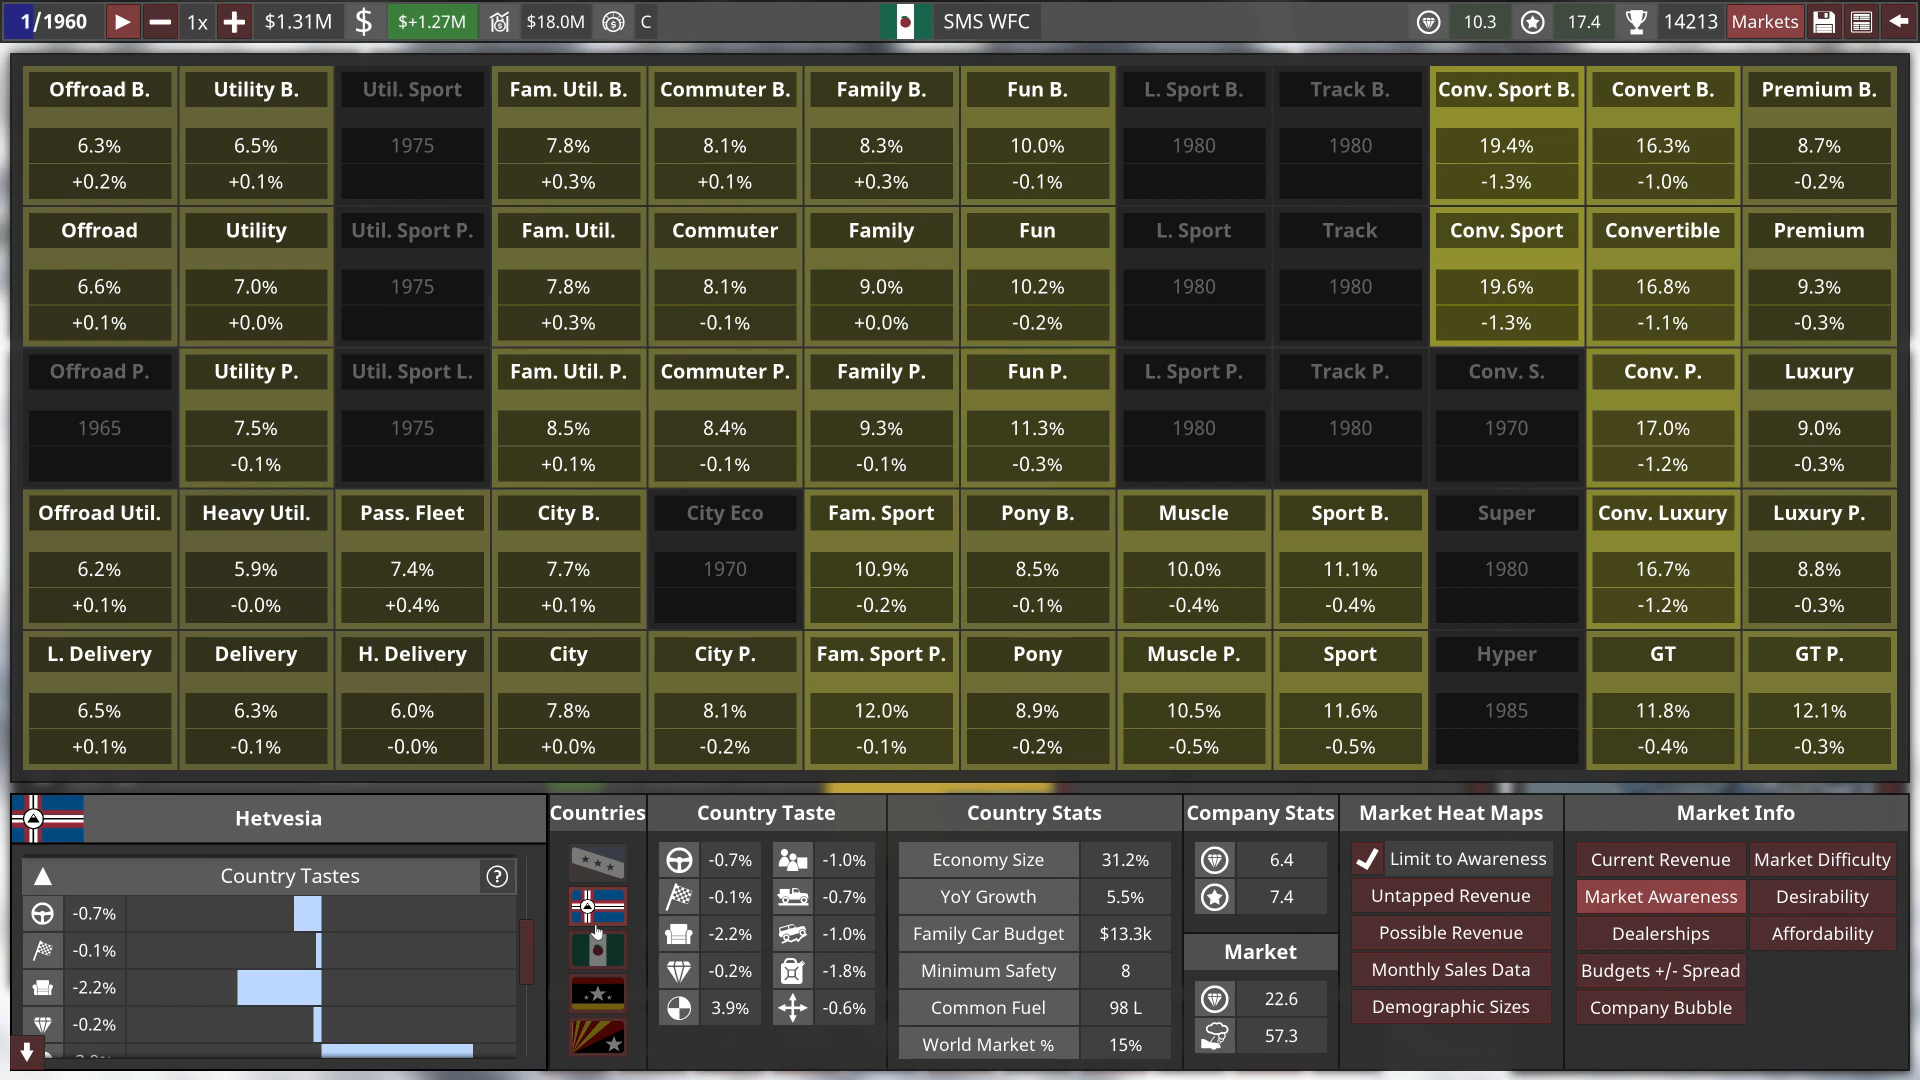 1/1960 1x $1.31M $+1.27M $18.0M C SMS WFC 10.3 17.4 14213 Markets
Offroad B. Utility B. Util. Sport Fam. Util. B. Commuter B. Family B. Fun B. L. Sport B. Track B. Conv. Sport B. Convert B. Premium B.
6.3% 6.5% 1975 7.8% 8.1% 8.3% 10.0% 1980 1980 19.4% 16.3% 8.7%
+0.2% +0.1% +0.3% +0.1% +0.3% -0.1% -1.3% -1.0% -0.2%
Offroad Utility Util. Sport P. Fam. Util. Commuter Family Fun L. Sport Track Conv. Sport Convertible Premium
6.6% 7.0% 1975 7.8% 8.1% 9.0% 10.2% 1980 1980 19.6% 16.8% 9.3%
+0.1% +0.0% +0.3% -0.1% +0.0% -0.2% -1.3% -1.1% -0.3%
Offroad P. Utility P. Util. Sport L. Fam. Util. P. Commuter P. Family P. Fun P. L. Sport P. Track P. Conv. S. Conv. P. Luxury
1965 7.5% 1975 8.5% 8.4% 9.3% 11.3% 1980 1980 1970 17.0% 9.0%
-0.1% +0.1% -0.1% -0.1% -0.3% -1.2% -0.3%
Offroad Util. Heavy Util. Pass. Fleet City B. City Eco Fam. Sport Pony B. Muscle Sport B. Super Conv. Luxury Luxury P.
6.2% 5.9% 7.4% 7.7% 1970 10.9% 8.5% 10.0% 11.1% 1980 16.7% 8.8%
+0.1% -0.0% +0.4% +0.1% -0.2% -0.1% -0.4% -0.4% -1.2% -0.3%
L. Delivery Delivery H. Delivery City City P. Fam. Sport P. Pony Muscle P. Sport Hyper GT GT P.
6.5% 6.3% 6.0% 7.8% 8.1% 12.0% 8.9% 10.5% 11.6% 1985 11.8% 12.1%
+0.1% -0.1% -0.0% +0.0% -0.2% -0.1% -0.2% -0.5% -0.5% -0.4% -0.3%
Hetvesia
Country Tastes ?
-0.7%
-0.1%
-2.2%
-0.2%
Countries
Country Taste
-0.7% -1.0%
-0.1% -0.7%
-2.2% -1.0%
-0.2% -1.8%
3.9% -0.6%
Country Stats
Economy Size 31.2%
YoY Growth 5.5%
Family Car Budget $13.3k
Minimum Safety 8
Common Fuel 98 L
World Market % 15%
Company Stats
6.4
7.4
Market
22.6
57.3
Market Heat Maps
Limit to Awareness
Untapped Revenue
Possible Revenue
Monthly Sales Data
Demographic Sizes
Market Info
Current Revenue Market Difficulty
Market Awareness Desirability
Dealerships Affordability
Budgets +/- Spread
Company Bubble